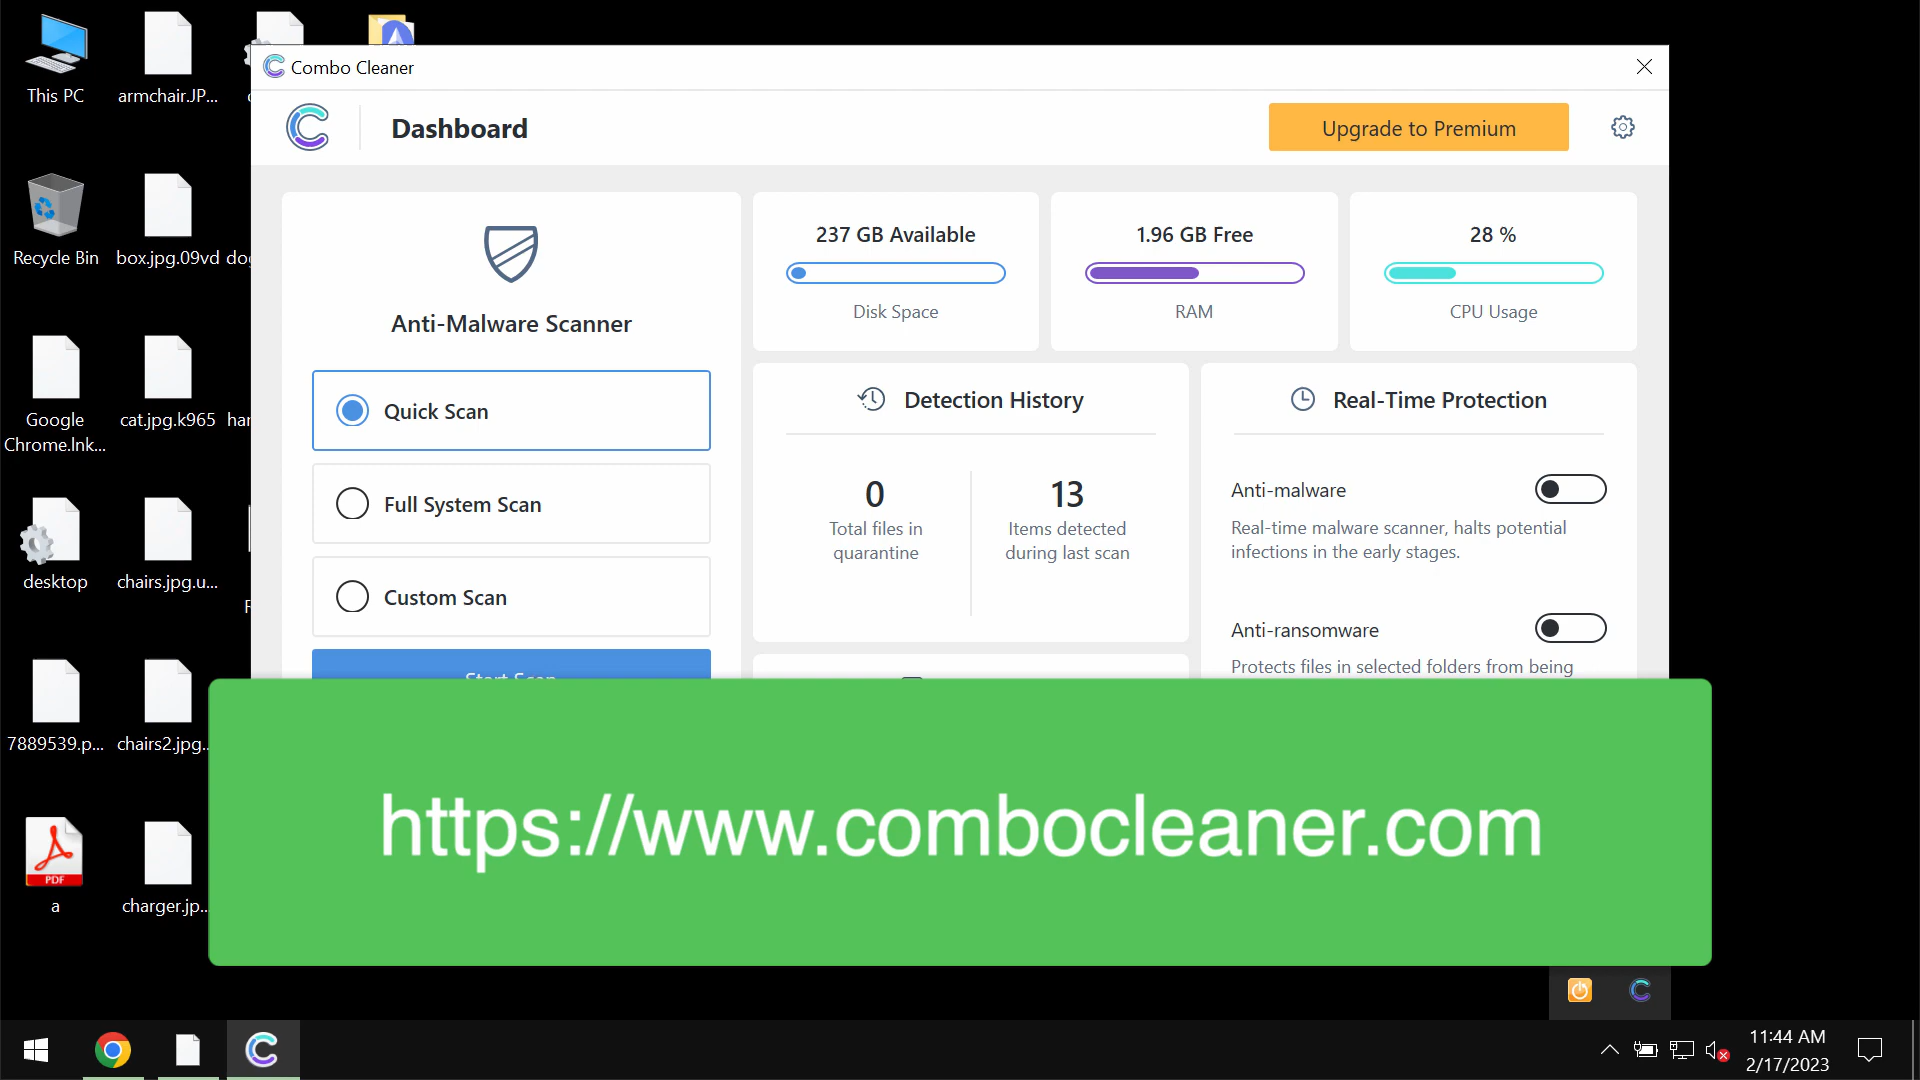 This PC
armchair.JP...
Recycle Bin
box.jpg.09vd
Google
Chrome.lnk...
cat.jpg.k965
desktop
chairs.jpg.u...
7889539.p...
chairs2.jpg...
a
PDF
charger.jp...
Combo Cleaner
Dashboard
Upgrade to Premium
Anti-Malware Scanner
Quick Scan
Full System Scan
Custom Scan
Start Scan
237 GB Available
Disk Space
1.96 GB Free
RAM
28 %
CPU Usage
Detection History
0
Total files in
quarantine
13
Items detected
during last scan
Real-Time Protection
Anti-malware
Real-time malware scanner, halts potential
infections in the early stages.
Anti-ransomware
Protects files in selected folders from being
https://www.combocleaner.com
11:44 AM
2/17/2023